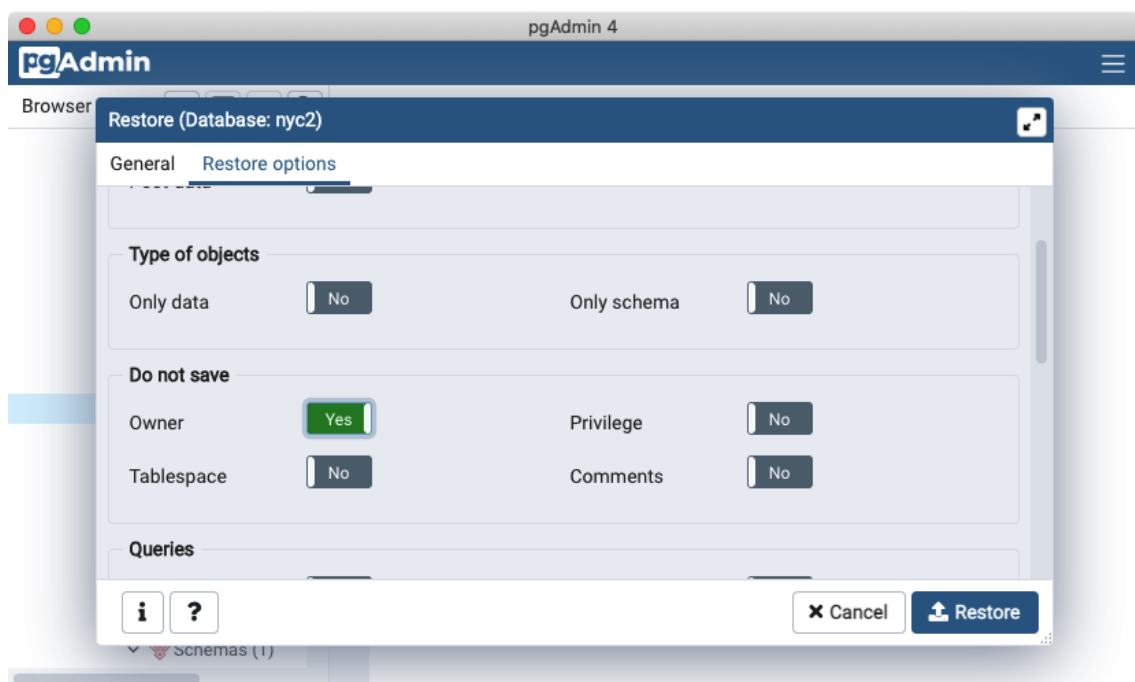 pgAdmin 4
pgAdmin
Browser
Restore (Database: nyc2)
General Restore options
Type of objects
Only data No Only schema No
Do not save
Owner Yes Privilege No
Tablespace No Comments No
Queries
i ? Cancel Restore
Schemas (1)